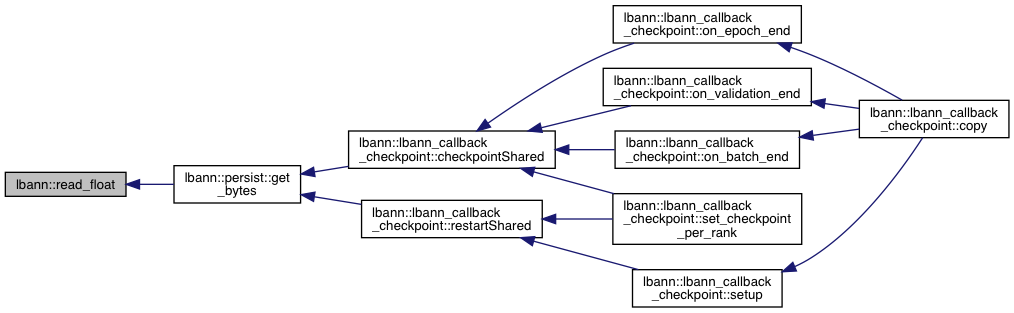 lbann::read_float
lbann::persist::get
_bytes
lbann::lbann_callback
_checkpoint::checkpointShared
lbann::lbann_callback
_checkpoint::restartShared
lbann::lbann_callback
_checkpoint::on_epoch_end
lbann::lbann_callback
_checkpoint::on_validation_end
lbann::lbann_callback
_checkpoint::on_batch_end
lbann::lbann_callback
_checkpoint::set_checkpoint
_per_rank
lbann::lbann_callback
_checkpoint::setup
lbann::lbann_callback
_checkpoint::copy